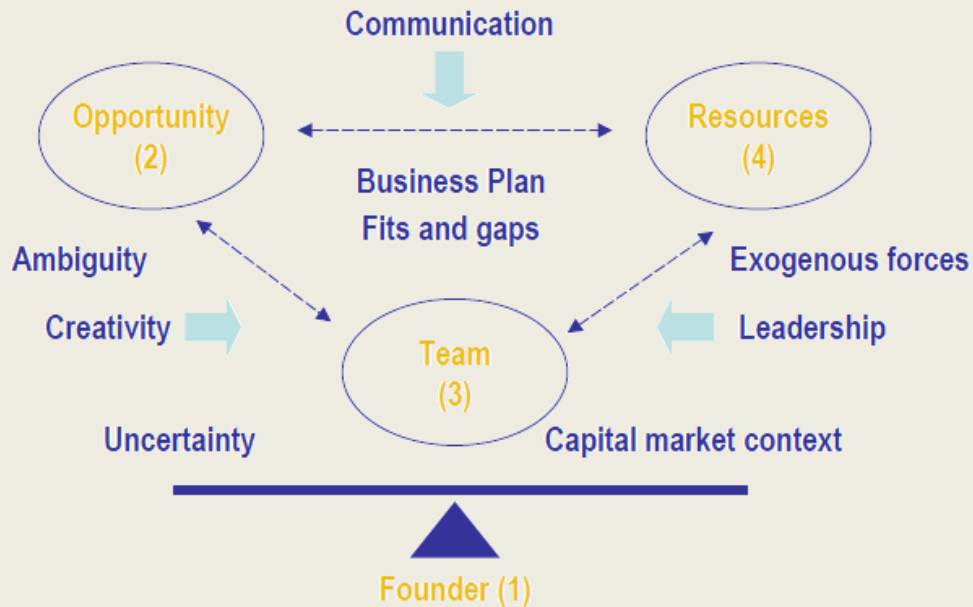 Communication
Opportunity
(2)
Resources
(4)
Business Plan
Fits and gaps
Ambiguity
Exogenous forces
Creativity
Leadership
Team
(3)
Uncertainty
Capital market context
Founder (1)